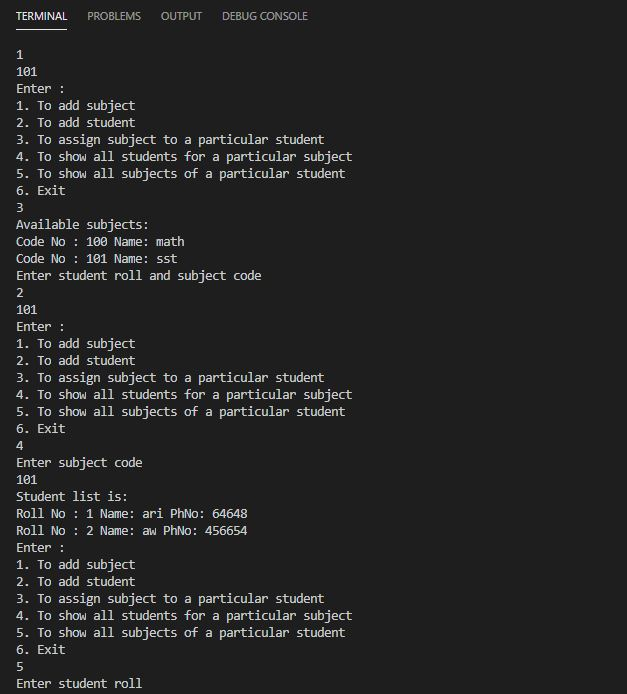 TERMINAL PROBLEMS OUTPUT DEBUG CONSOLE
1
101
Enter :
1. To add subject
2. To add student
3. To assign subject to a particular student
4. To show all students for a particular subject
5. To show all subjects of a particular student
6. Exit
3
Available subjects:
Code No : 100 Name: math
Code No : 101 Name: sst
Enter student roll and subject code
2
101
Enter :
1. To add subject
2. To add student
3. To assign subject to a particular student
4. To show all students for a particular subject
5. To show all subjects of a particular student
6. Exit
4
Enter subject code
101
Student list is:
Roll No : 1 Name: ari PhNo: 64648
Roll No : 2 Name: aw PhNo: 456654
Enter :
1. To add subject
2. To add student
3. To assign subject to a particular student
4. To show all students for a particular subject
5. To show all subjects of a particular student
6. Exit
5
Enter student roll